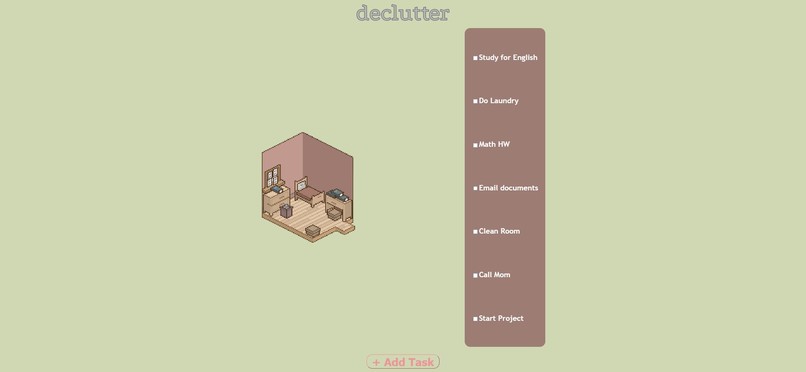 declutter
Study for English
Do Laundry
Math HW
Email documents
Clean Room
Call Mom
Start Project
+ Add Task